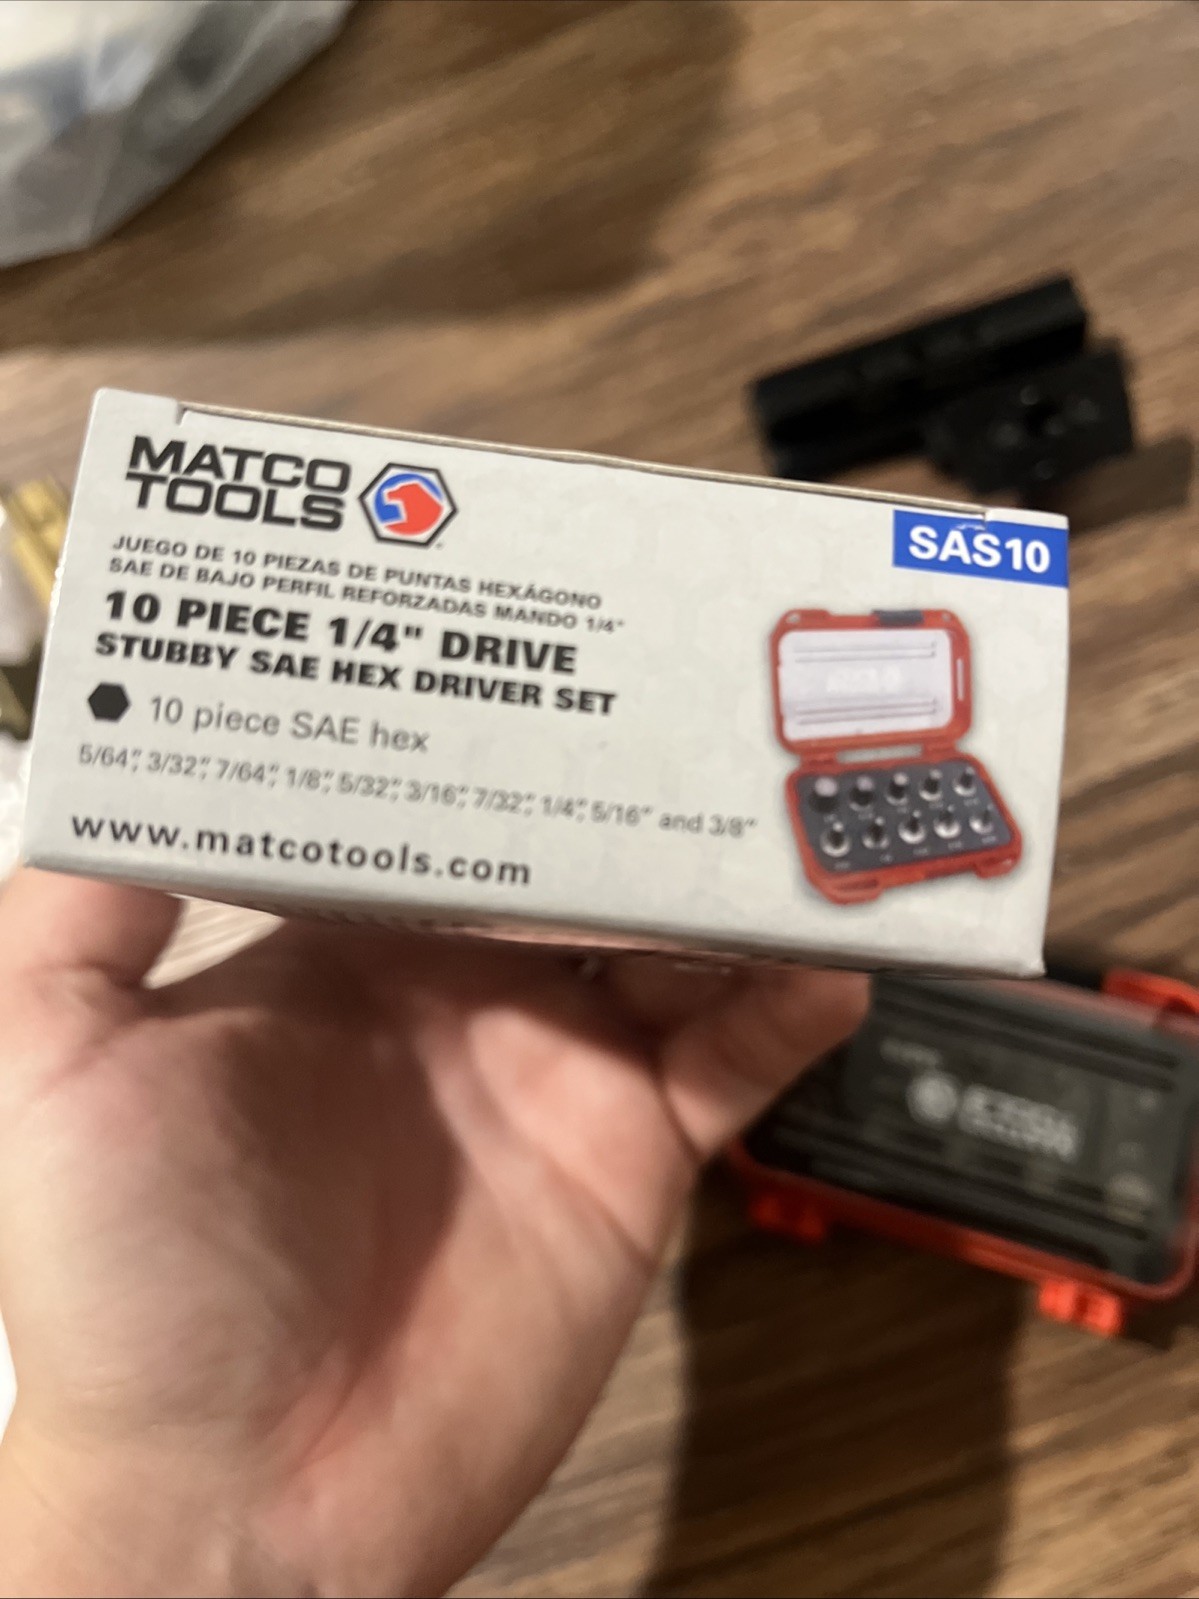 MATCO
TOOLS
SAS10
JUEGO DE 10 PIEZAS DE PUNTAS HEXÁGONO
SAE DE BAJO PERFIL REFORZADAS MANDO 1/4"
10 PIECE 1/4" DRIVE
STUBBY SAE HEX DRIVER SET
10 piece SAE hex
5/64", 3/32", 7/64", 1/8", 5/32", 3/16", 7/32", 1/4", 5/16" and 3/8"
www.matcotools.com